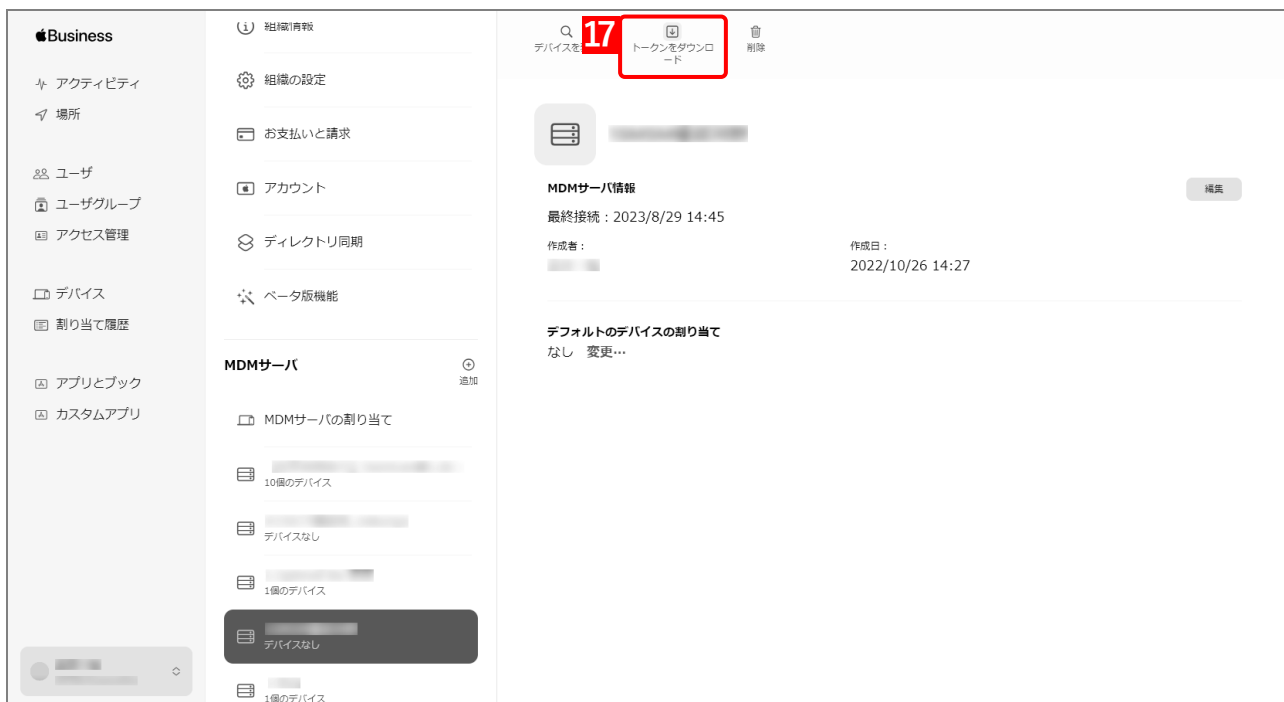 Business
アクティビティ
場所
ユーザ
ユーザグループ
アクセス管理
デバイス
割り当て履歴
アプリとブック
カスタムアプリ
組織情報
組織の設定
お支払いと請求
アカウント
ディレクトリ同期
ベータ版機能
MDMサーバ
追加
MDMサーバの割り当て
10個のデバイス
デバイスなし
1個のデバイス
デバイスなし
1個のデバイス
デバイスを
17
トークンをダウンロ
ード
削除
MDMサーバ情報
編集
最終接続：2023/8/29 14:45
作成者：
作成日：
2022/10/26 14:27
デフォルトのデバイスの割り当て
なし 変更…